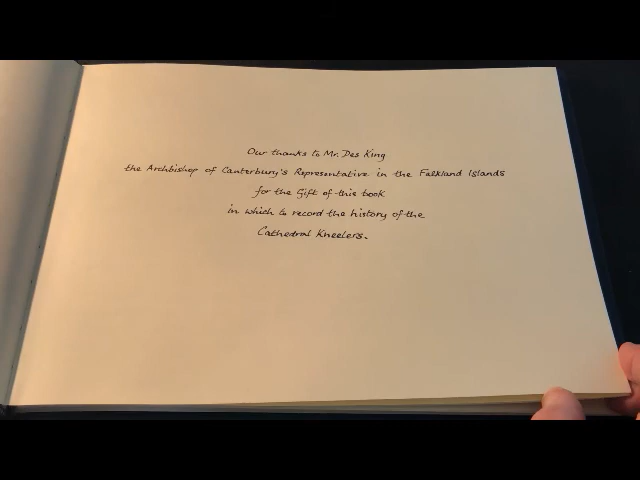 Our thanks to Mr. Des King.
the Archbishop of Canterbury's Representative in the Falkland Islands
for the Gift of this book
in which to record the history of the
Cathedral Kneelers.